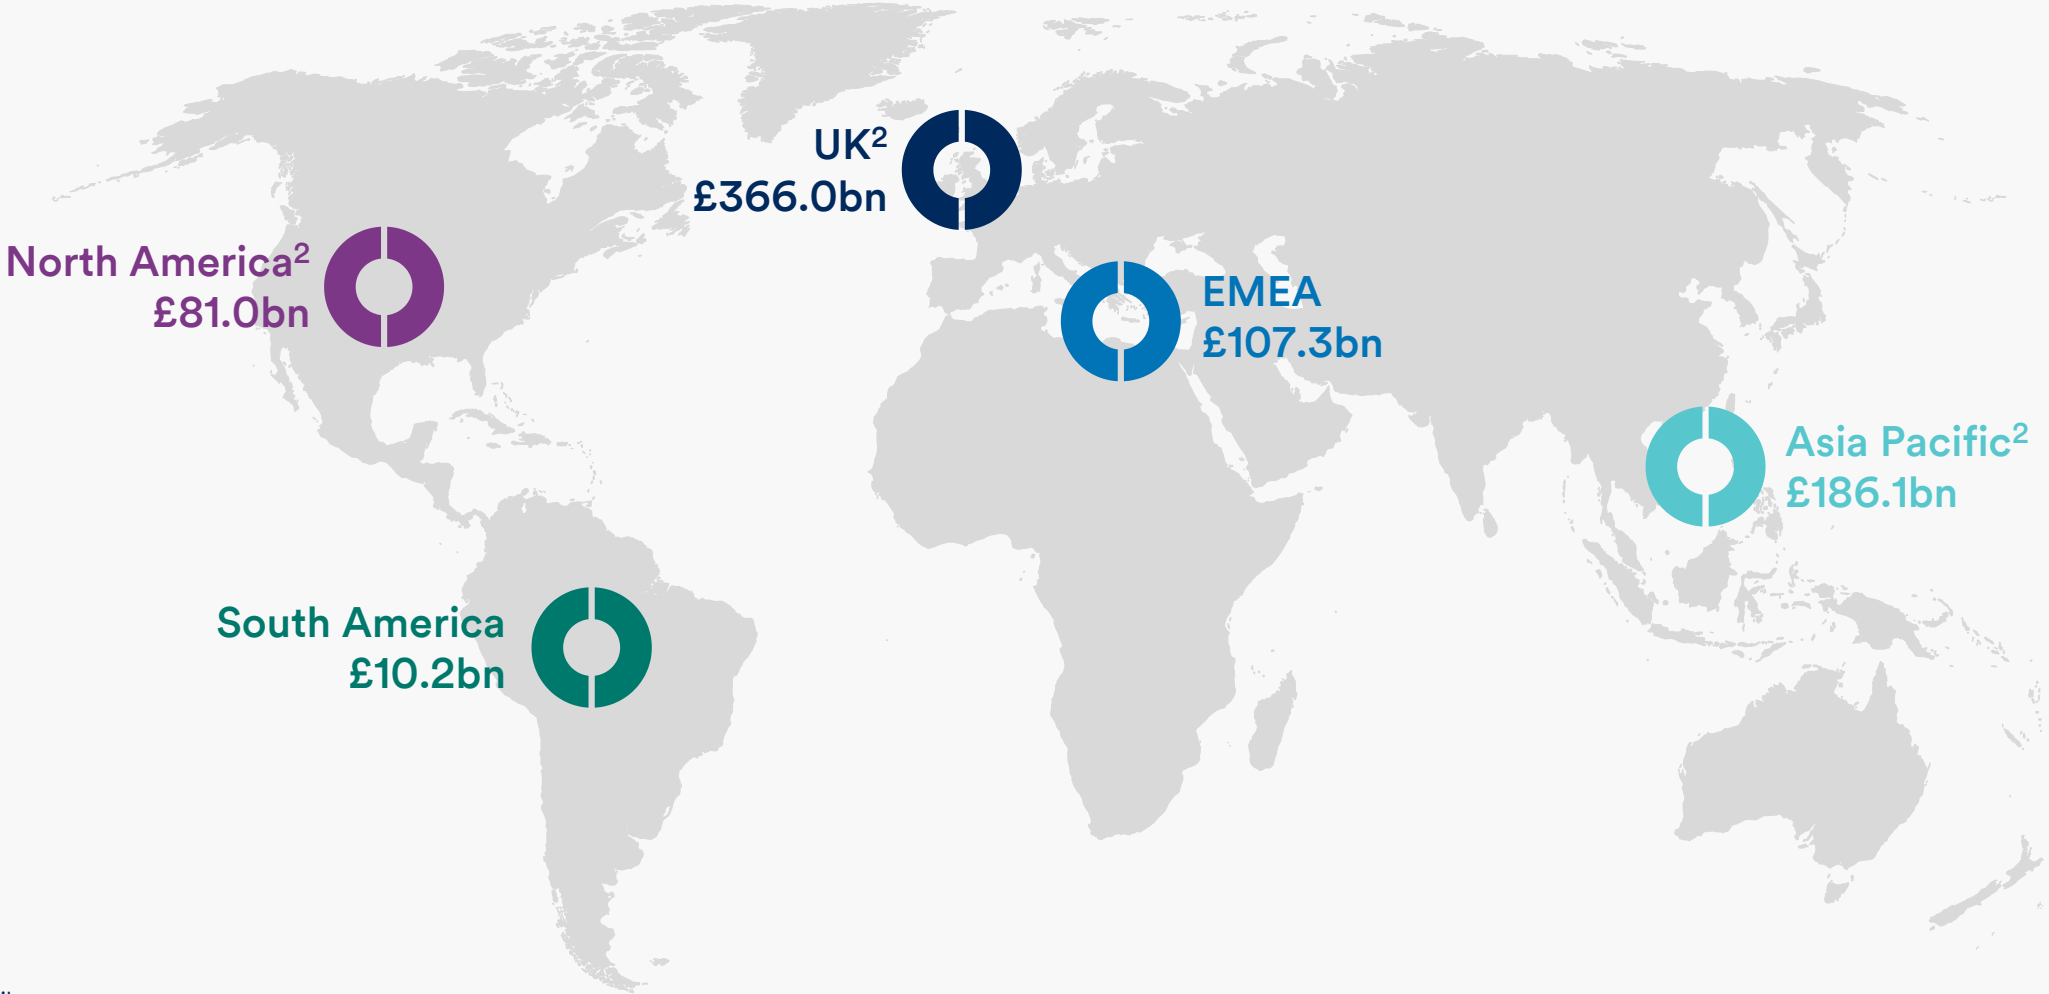 UK²
£366.0bn
North America²
£81.0bn
EMEA
£107.3bn
Asia Pacific²
£186.1bn
South America
£10.2bn